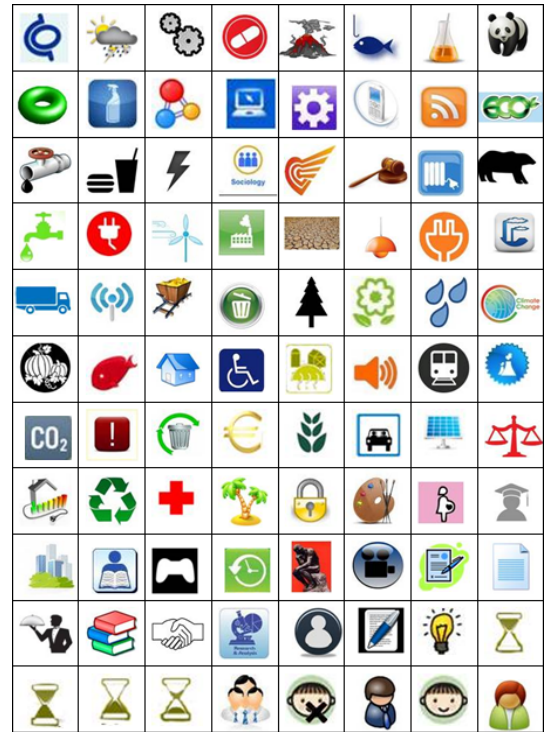 ECO
Sociology
Climate
Change
CO2
!
€
Research
& Analysis